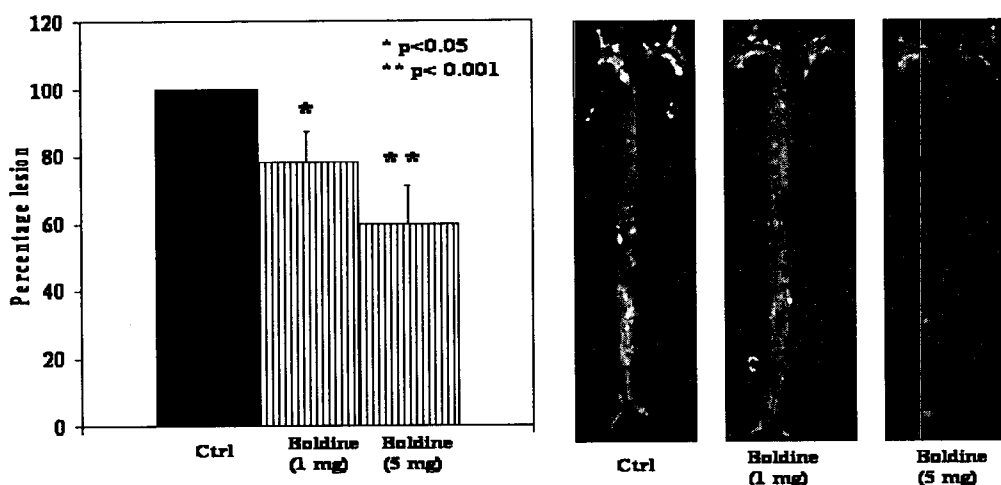 120
100
80
60
40
20
0
Percentage lesion
* p<0.05
** p< 0.001
*
**
Ctrl
Boldine
(1 mg)
Boldine
(5 mg)
Ctrl
Boldine
(1 mg)
Boldine
(5 mg)